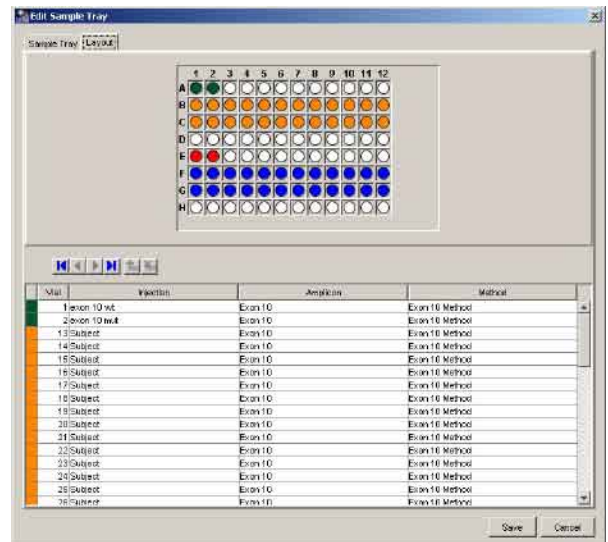 Edit Sample Tray
Sample Tray Layout
1 2 3 4 5 6 7 8 9 10 11 12
A
B
C
D
E
F
G
H
Vial Injection Amplicon Method
1 exon 10 wt Exon 10 Exon 10 Method
2 exon 10 mut Exon 10 Exon 10 Method
13 Subject Exon 10 Exon 10 Method
14 Subject Exon 10 Exon 10 Method
15 Subject Exon 10 Exon 10 Method
16 Subject Exon 10 Exon 10 Method
17 Subject Exon 10 Exon 10 Method
18 Subject Exon 10 Exon 10 Method
19 Subject Exon 10 Exon 10 Method
20 Subject Exon 10 Exon 10 Method
21 Subject Exon 10 Exon 10 Method
22 Subject Exon 10 Exon 10 Method
23 Subject Exon 10 Exon 10 Method
24 Subject Exon 10 Exon 10 Method
25 Subject Exon 10 Exon 10 Method
26 Subject Exon 10 Exon 10 Method
Save Cancel